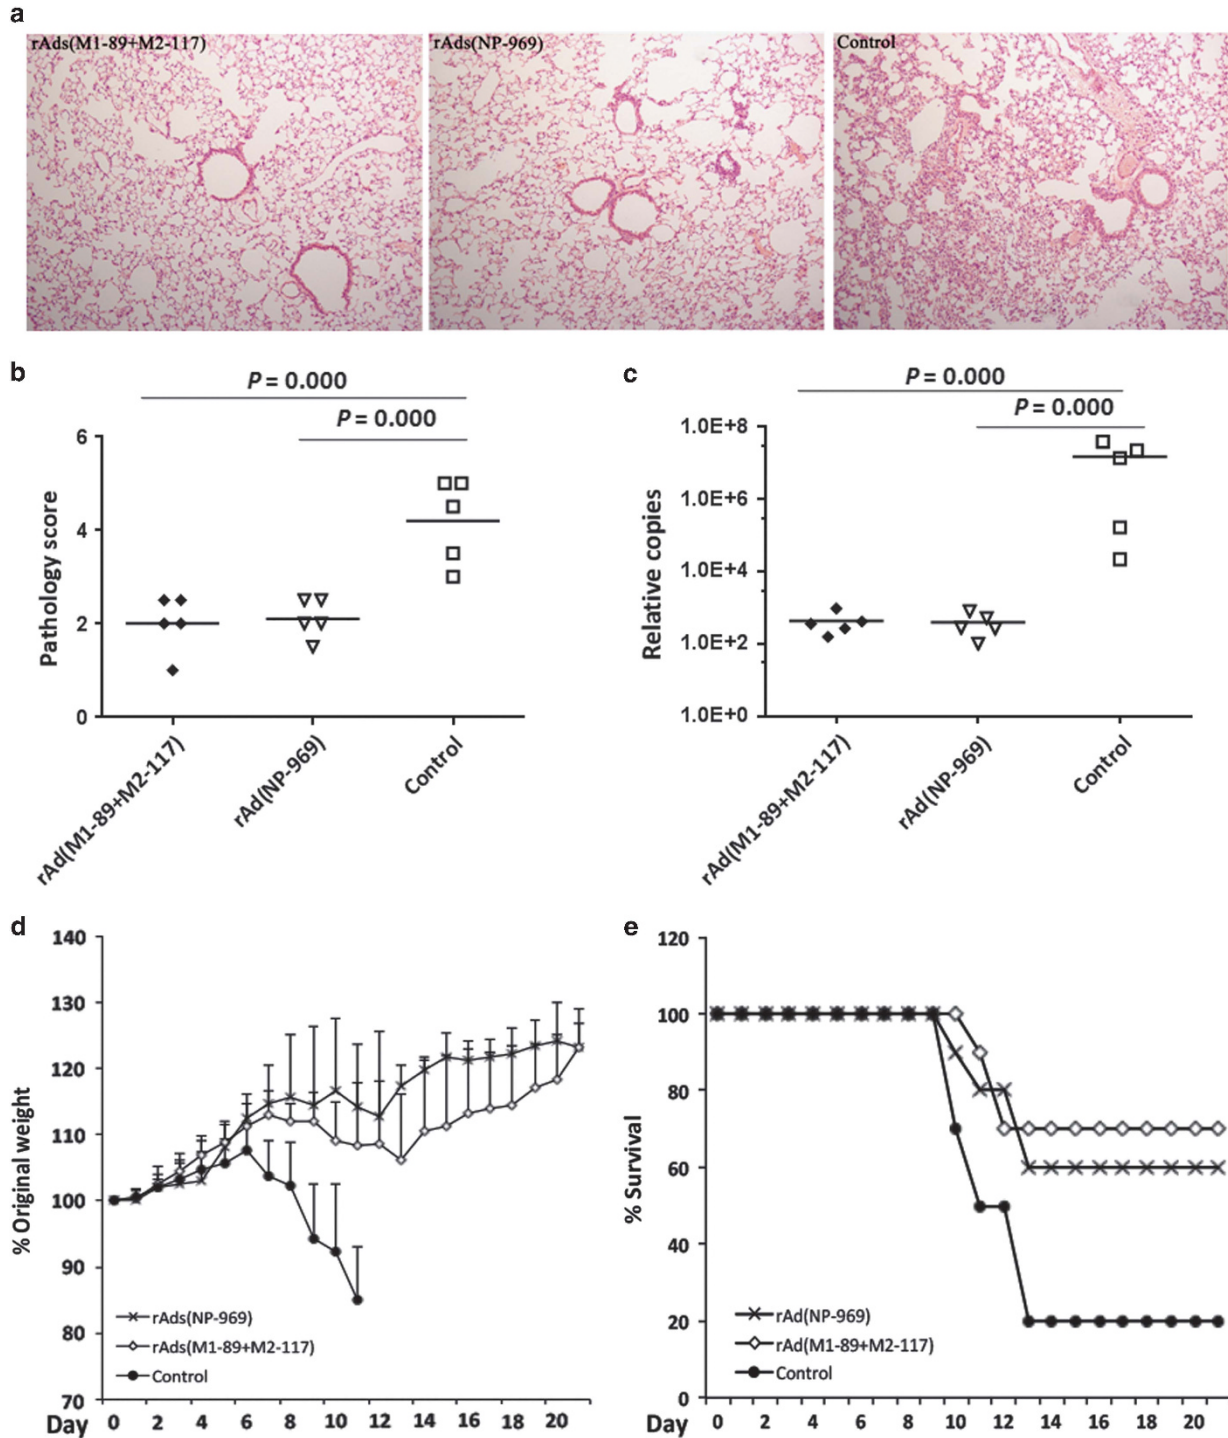 a
rAds(M1-89+M2-117)
rAds(NP-969)
Control
b
P = 0.000
P = 0.000
Pathology score
6
4
2
0
rAd(M1-89+M2-117)
rAd(NP-969)
Control
c
P = 0.000
P = 0.000
Relative copies
1.0E+8
1.0E+6
1.0E+4
1.0E+2
1.0E+0
rAd(M1-89+M2-117)
rAd(NP-969)
Control
d
% Original weight
140
130
120
110
100
90
80
70
rAds(NP-969)
rAds(M1-89+M2-117)
Control
Day 0 2 4 6 8 10 12 14 16 18 20
e
% Survival
120
100
80
60
40
20
0
rAd(NP-969)
rAd(M1-89+M2-117)
Control
Day 0 2 4 6 8 10 12 14 16 18 20